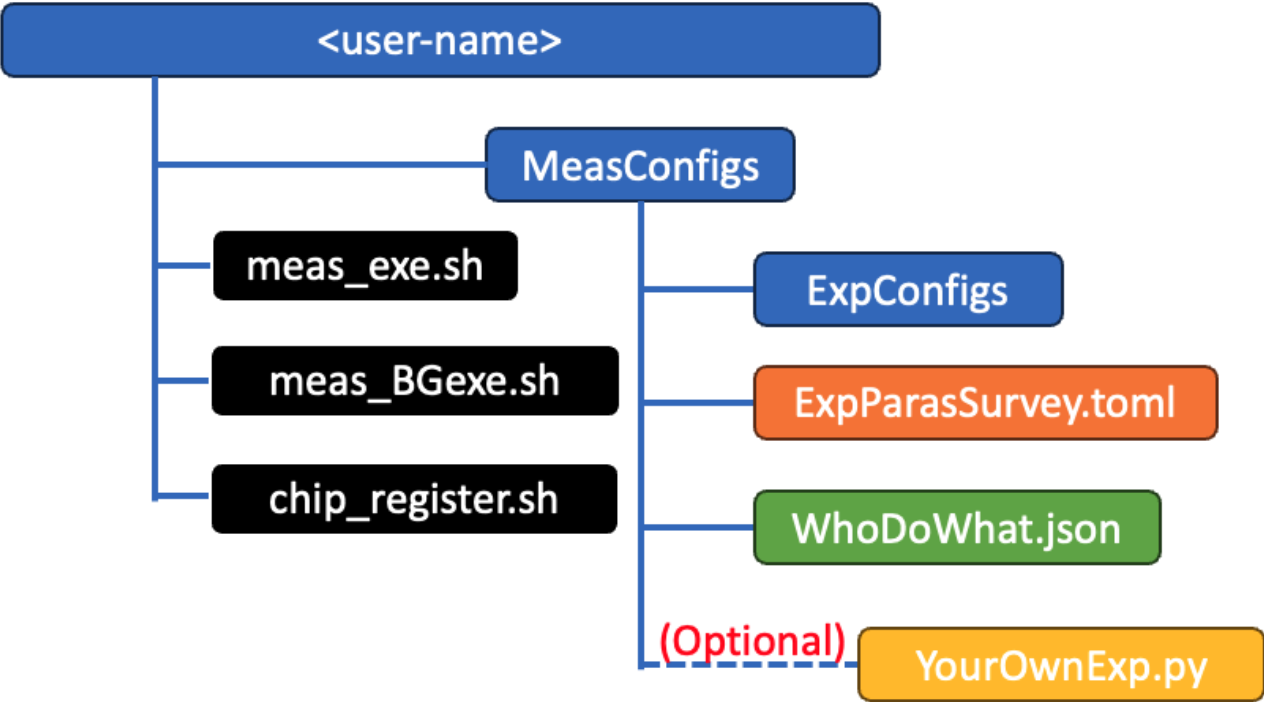 <user-name>
MeasConfigs
meas_exe.sh
ExpConfigs
meas_BGexe.sh
ExpParasSurvey.toml
chip_register.sh
WhoDoWhat.json
(Optional)
YourOwnExp.py